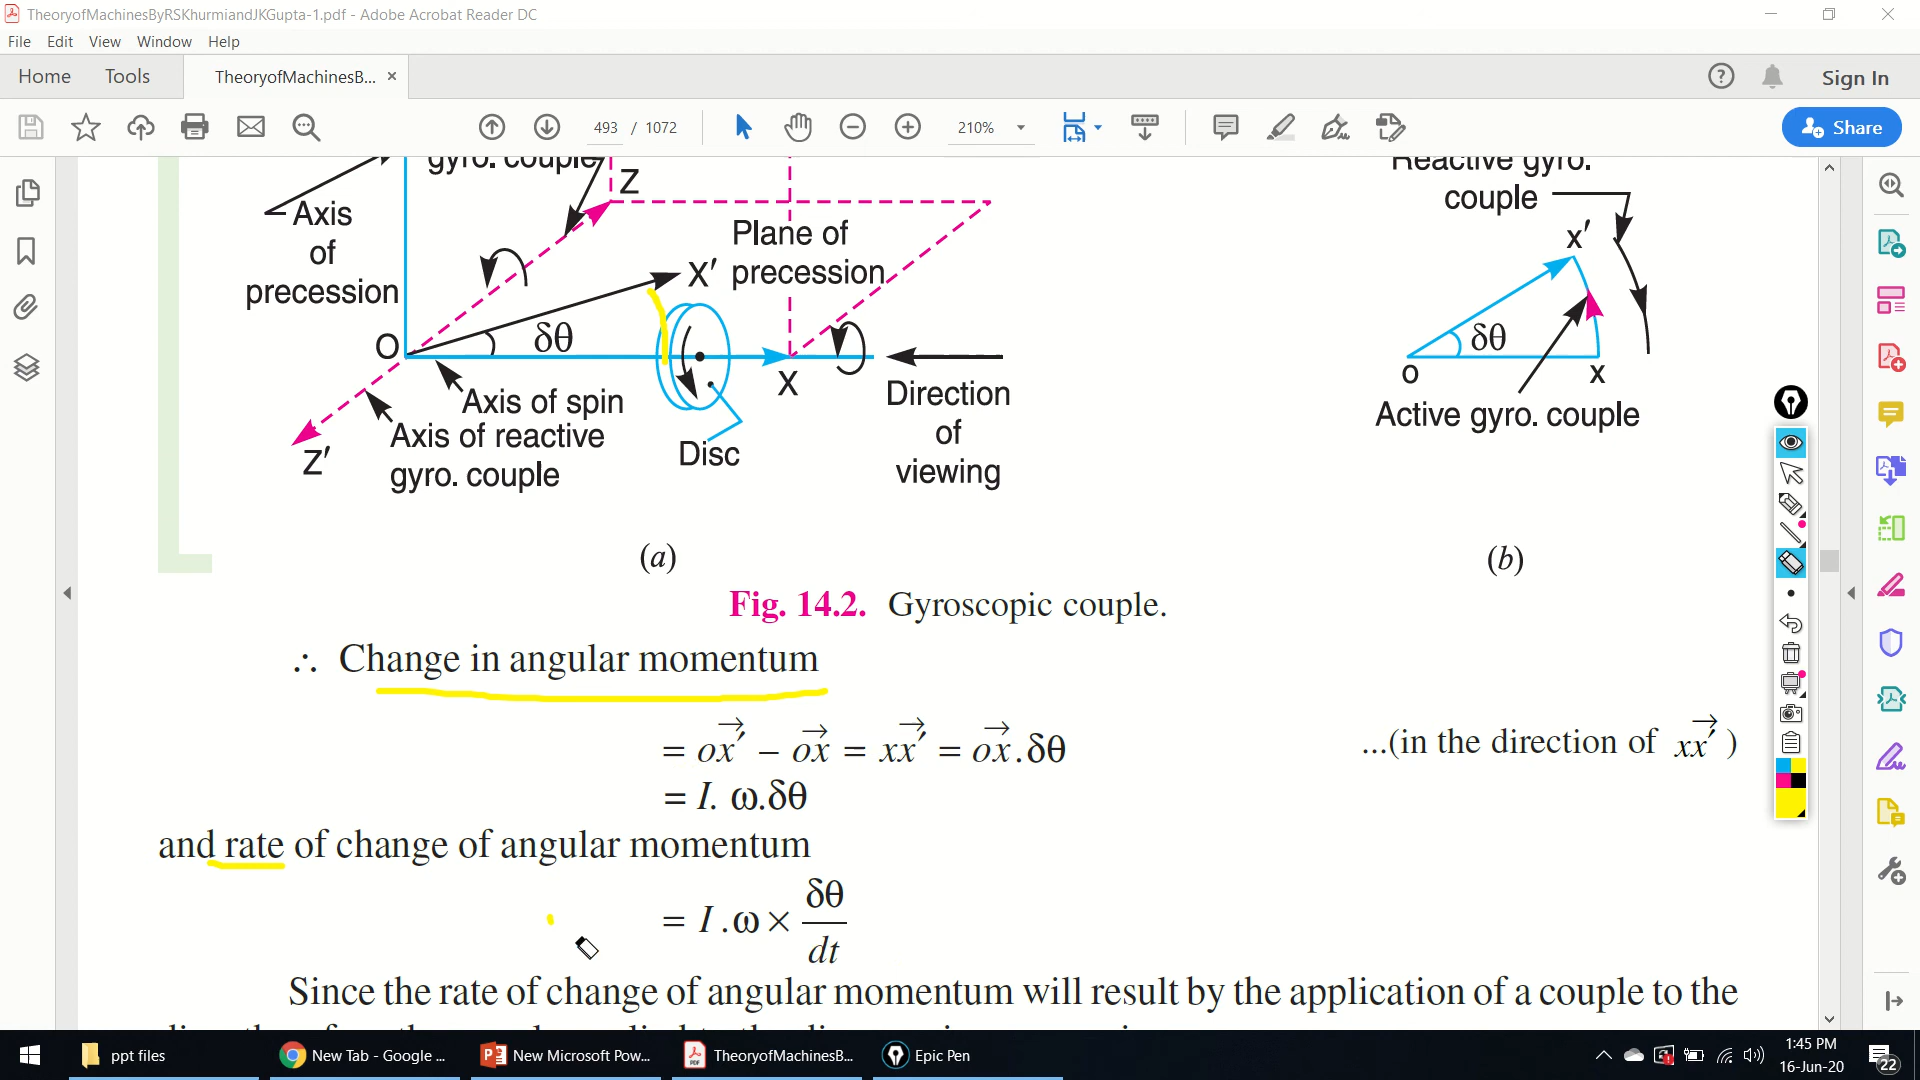 TheoryofMachinesByRSKhurmiandJKGupta-1.pdf - Adobe Acrobat Reader DC
File Edit View Window Help
Home Tools TheoryofMachinesB... × Sign In
493 / 1072 210% Share
gyro. couple
Z
Axis
of
precession
Plane of
precession
X′
O
δθ
X
Axis of spin
Axis of reactive
gyro. couple
Z′
Disc
Direction
of
viewing
(a)
Reactive gyro.
couple
x′
δθ
o
x
Active gyro. couple
(b)
Fig. 14.2. Gyroscopic couple.
∴ Change in angular momentum
= ox⃗′ − ox⃗ = xx⃗′ = ox⃗.δθ ...(in the direction of xx⃗′ )
= I. ω.δθ
and rate of change of angular momentum
= I .ω × δθ/dt
Since the rate of change of angular momentum will result by the application of a couple to the
ppt files New Tab - Google ... New Microsoft Pow... TheoryofMachinesB... Epic Pen
1:45 PM
16-Jun-20
22